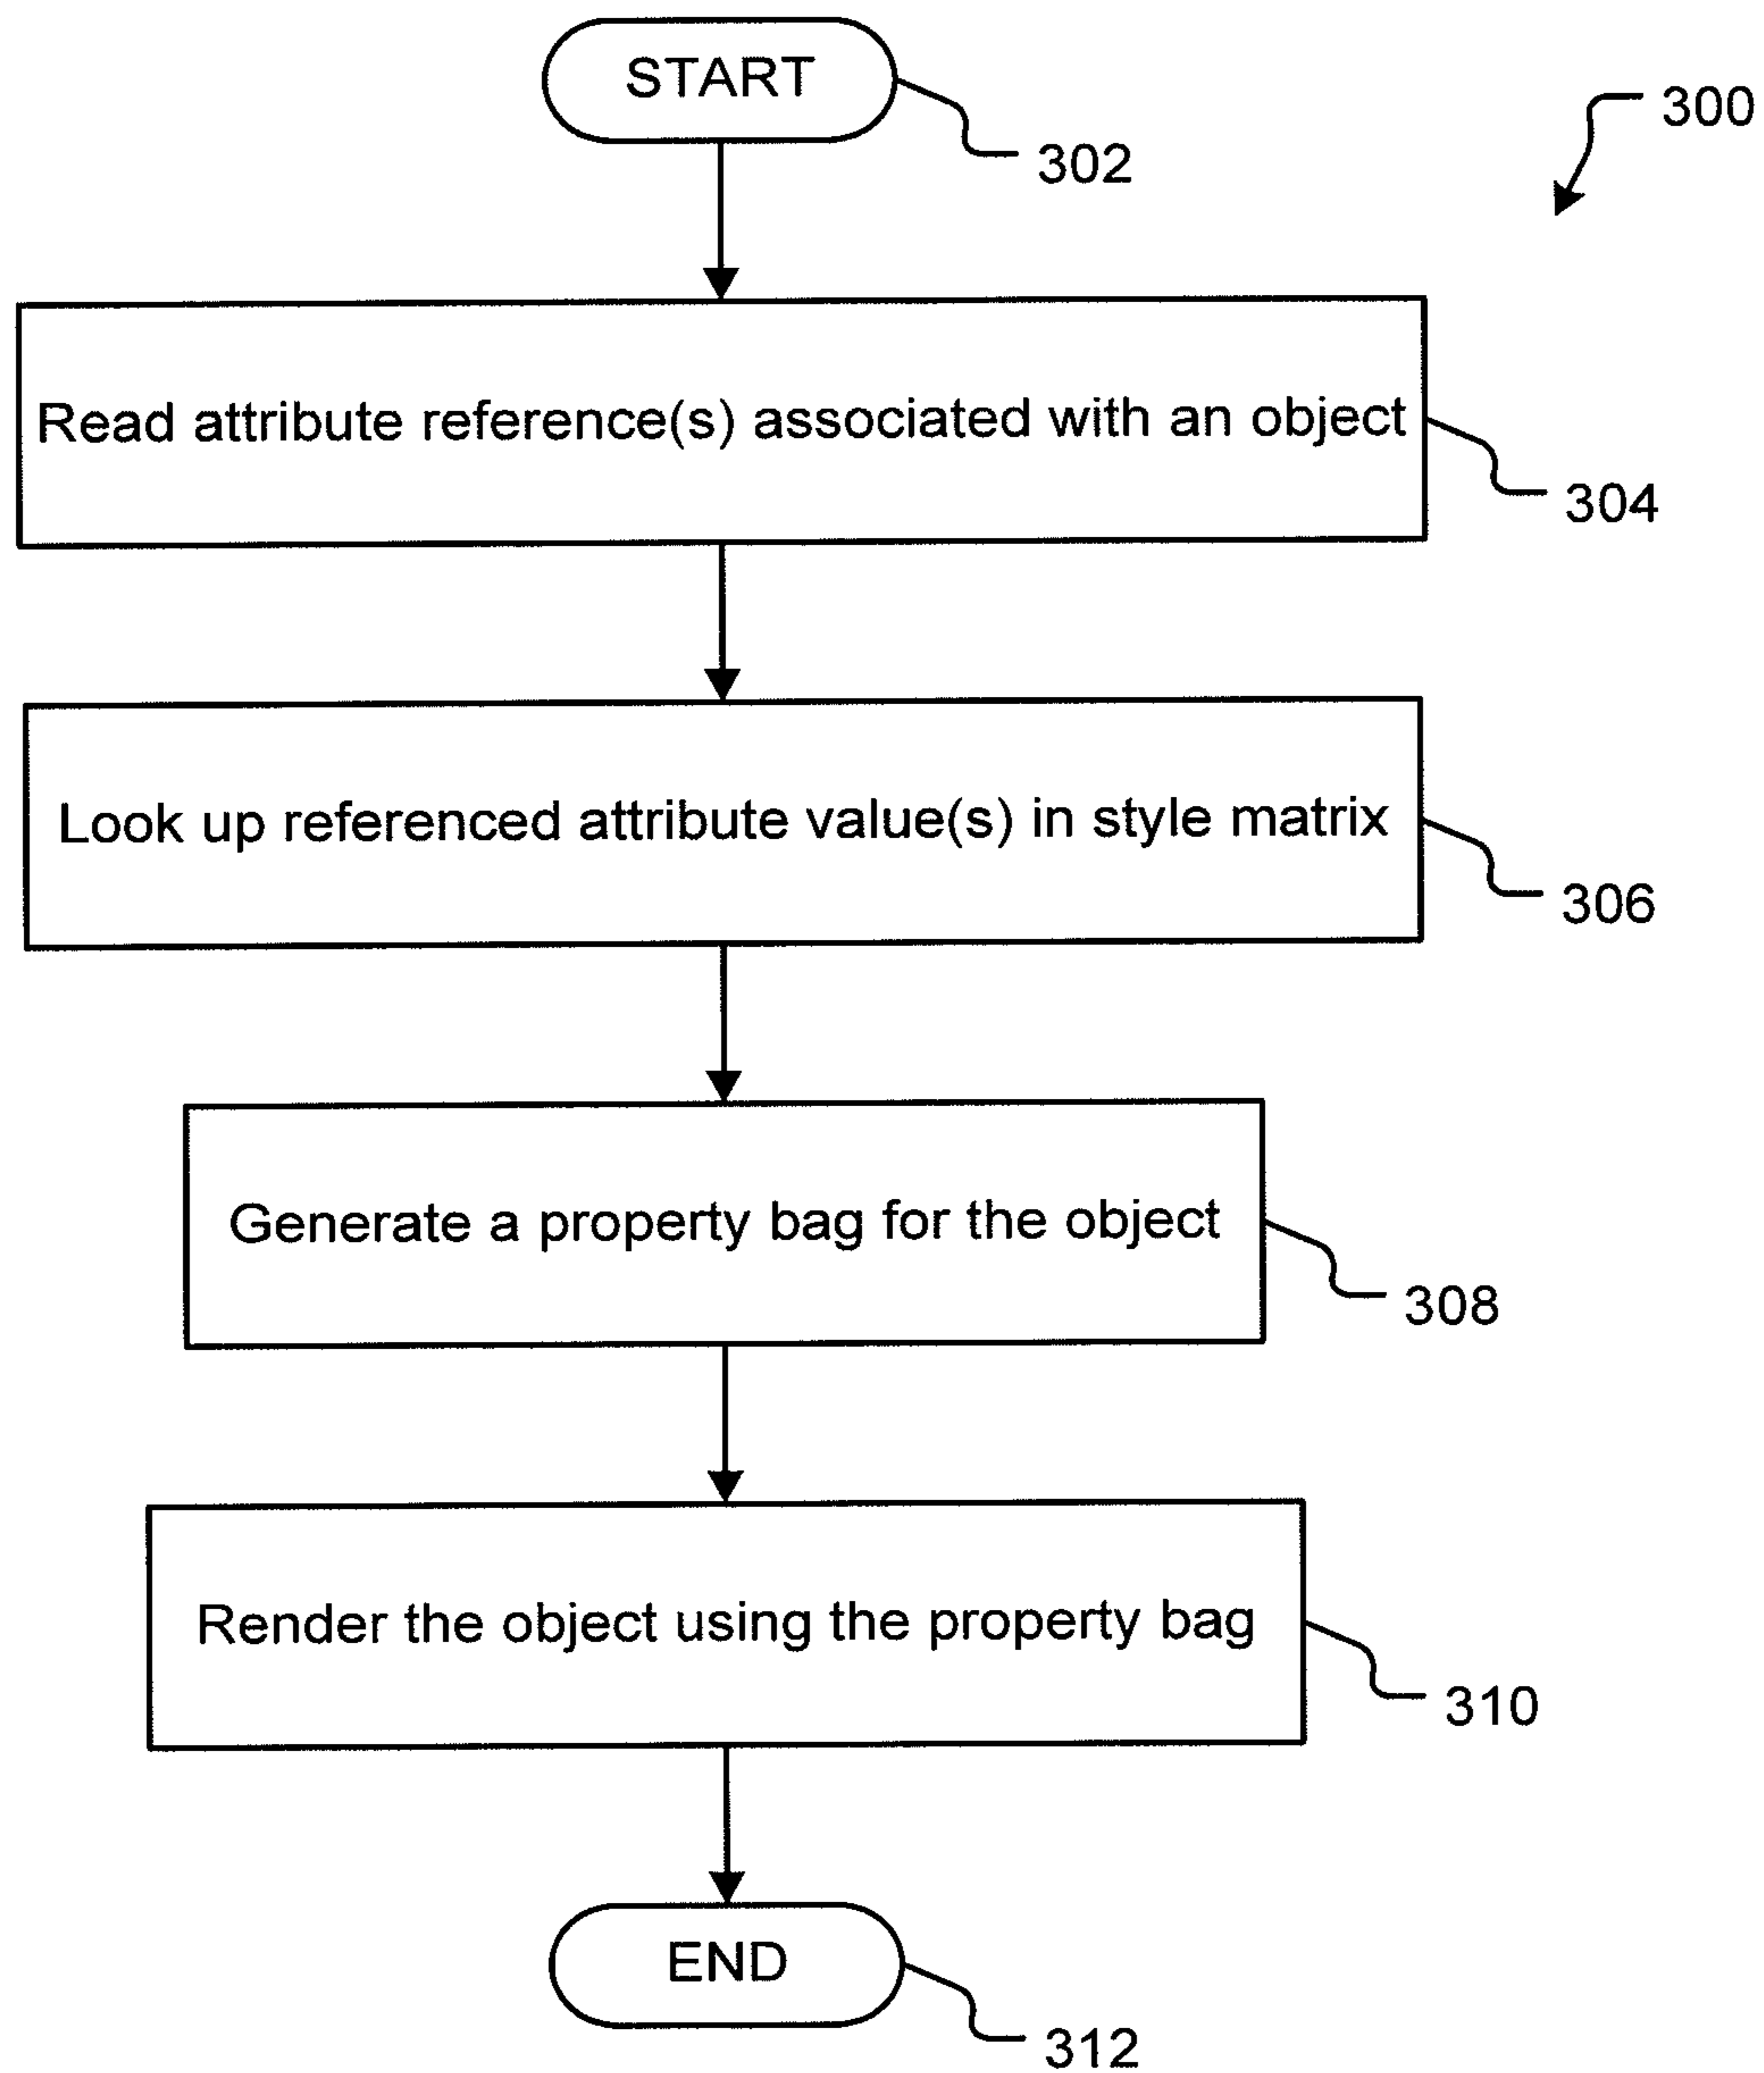 START
300
302
Read attribute reference(s) associated with an object
304
Look up referenced attribute value(s) in style matrix
306
Generate a property bag for the object
308
Render the object using the property bag
310
END
312